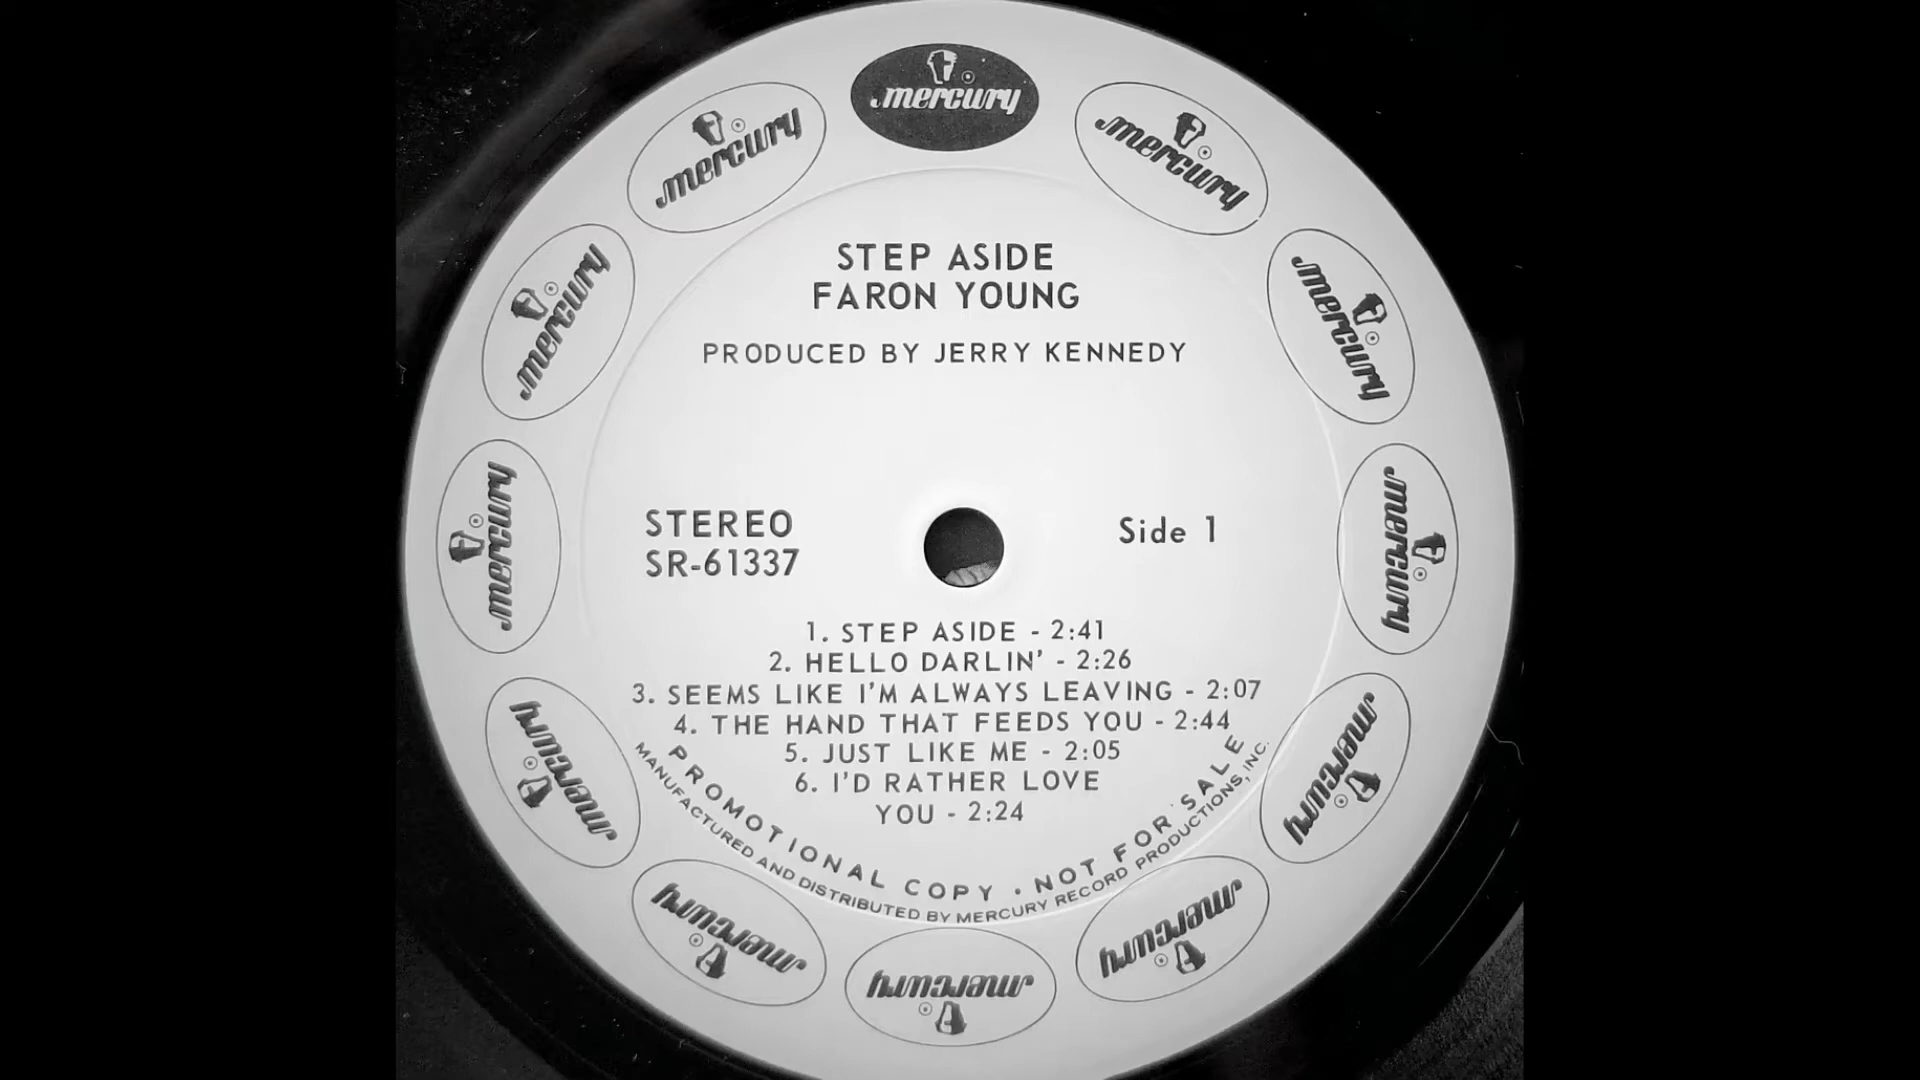 mercury
mercury
mercury
mercury
mercury
mercury
mercury
mercury
mercury
mercury
mercury
mercury
STEP ASIDE
FARON YOUNG
PRODUCED BY JERRY KENNEDY
STEREO
SR-61337
Side 1
1. STEP ASIDE - 2:41
2. HELLO DARLIN' - 2:26
3. SEEMS LIKE I'M ALWAYS LEAVING - 2:07
4. THE HAND THAT FEEDS YOU - 2:44
5. JUST LIKE ME - 2:05
6. I'D RATHER LOVE
YOU - 2:24
PROMOTIONAL COPY • NOT FOR SALE
MANUFACTURED AND DISTRIBUTED BY MERCURY RECORD PRODUCTIONS, INC.